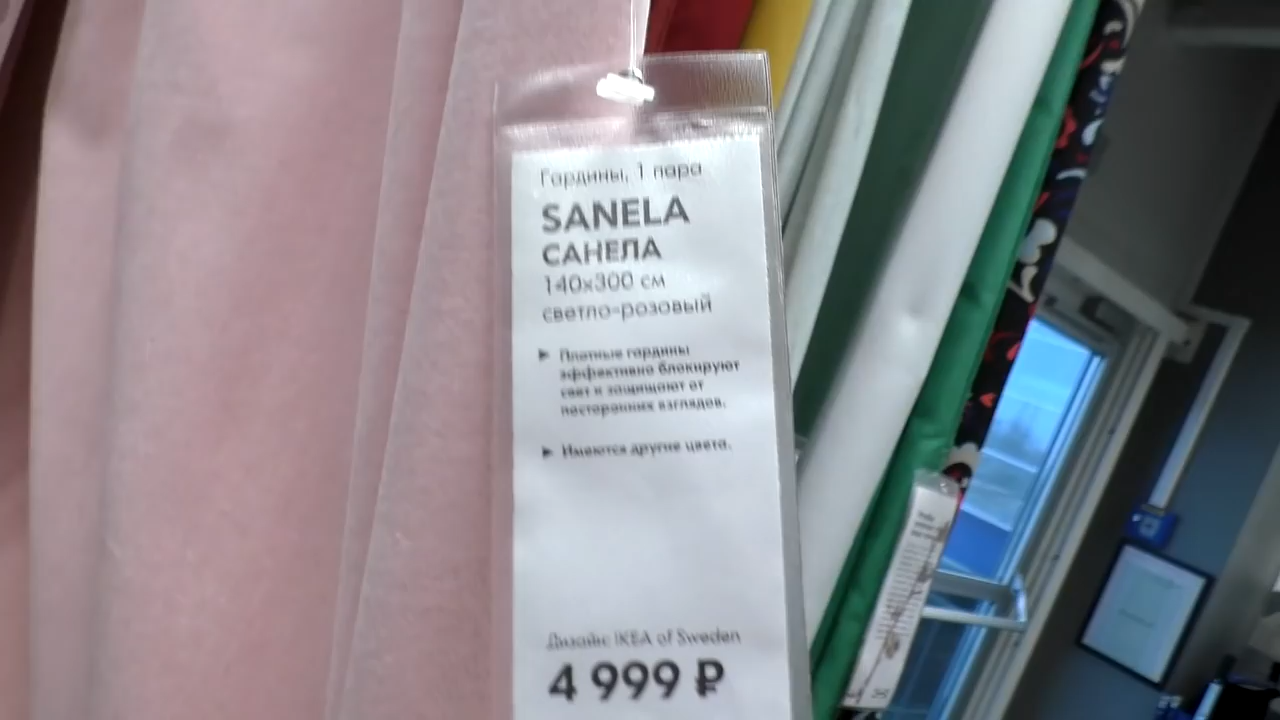 Гардины, 1 пара
SANELA
САНЕЛА
140x300 см
светло-розовый
► Плотные гардины
эффективно блокируют
свет и защищают от
посторонних взглядов.
► Имеются другие цвета.
Дизайн IKEA of Sweden
4 999 ₽